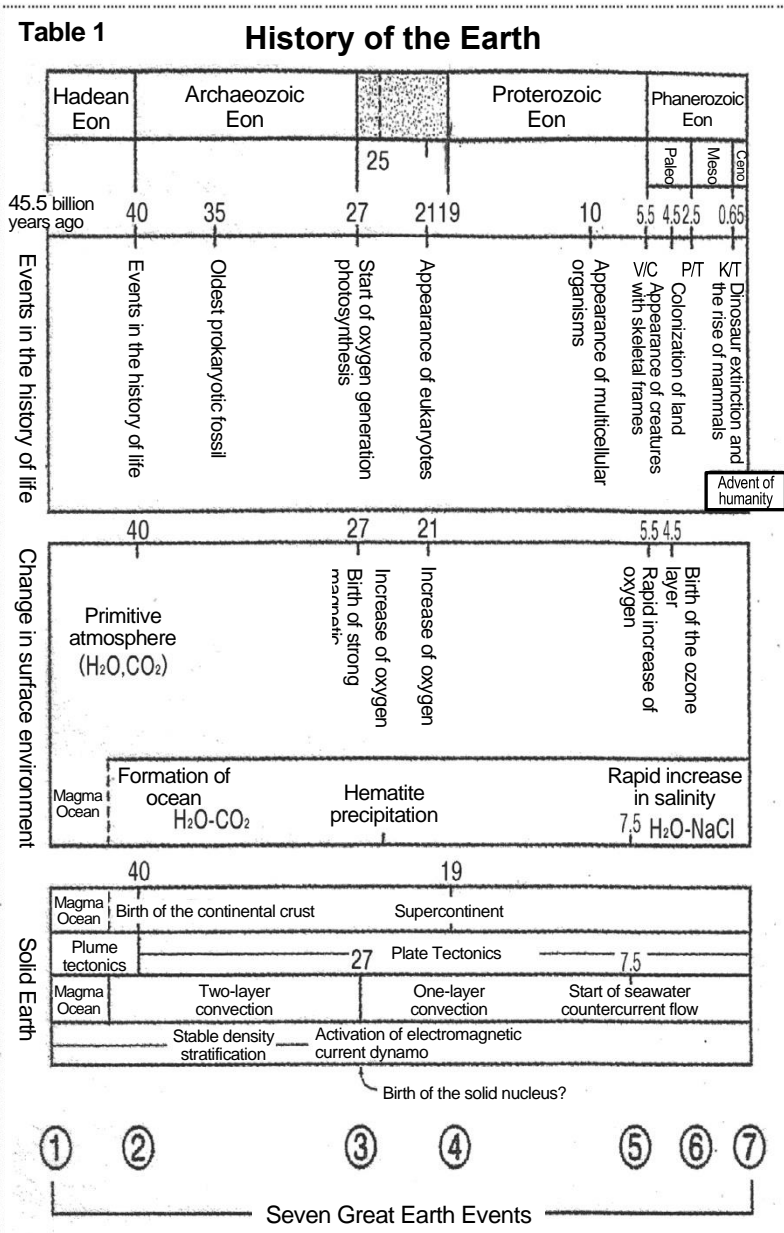 Table 1
History of the Earth
Hadean
Eon
Archaeozoic
Eon
Proterozoic
Eon
Phanerozoic
Eon
25
Paleo
Meso
Ceno
45.5 billion
years ago
40
35
27
21
19
10
5.5
4.5
2.5
0.65
Events in the history of life
Events in the history of life
Oldest prokaryotic fossil
Start of oxygen generation
photosynthesis
Appearance of eukaryotes
Appearance of multicellular
organisms
V/C
Appearance of creatures
with skeletal frames
Colonization of land
P/T
K/T
Dinosaur extinction and
the rise of mammals
Advent of
humanity
Change in surface environment
40
27
21
5.5
4.5
Primitive
atmosphere
(H₂O,CO₂)
Birth of strong
Increase of oxygen
Increase of oxygen
Rapid increase of
oxygen
Birth of the ozone
layer
Magma
Ocean
Formation of
ocean
H₂O-CO₂
Hematite
precipitation
Rapid increase
in salinity
7.5 H₂O-NaCl
Solid Earth
40
19
Magma
Ocean
Birth of the continental crust
Supercontinent
Plume
tectonics
27
Plate Tectonics
7.5
Magma
Ocean
Two-layer
convection
One-layer
convection
Start of seawater
countercurrent flow
Stable density
stratification
Activation of electromagnetic
current dynamo
Birth of the solid nucleus?
① ② ③ ④ ⑤ ⑥ ⑦
Seven Great Earth Events